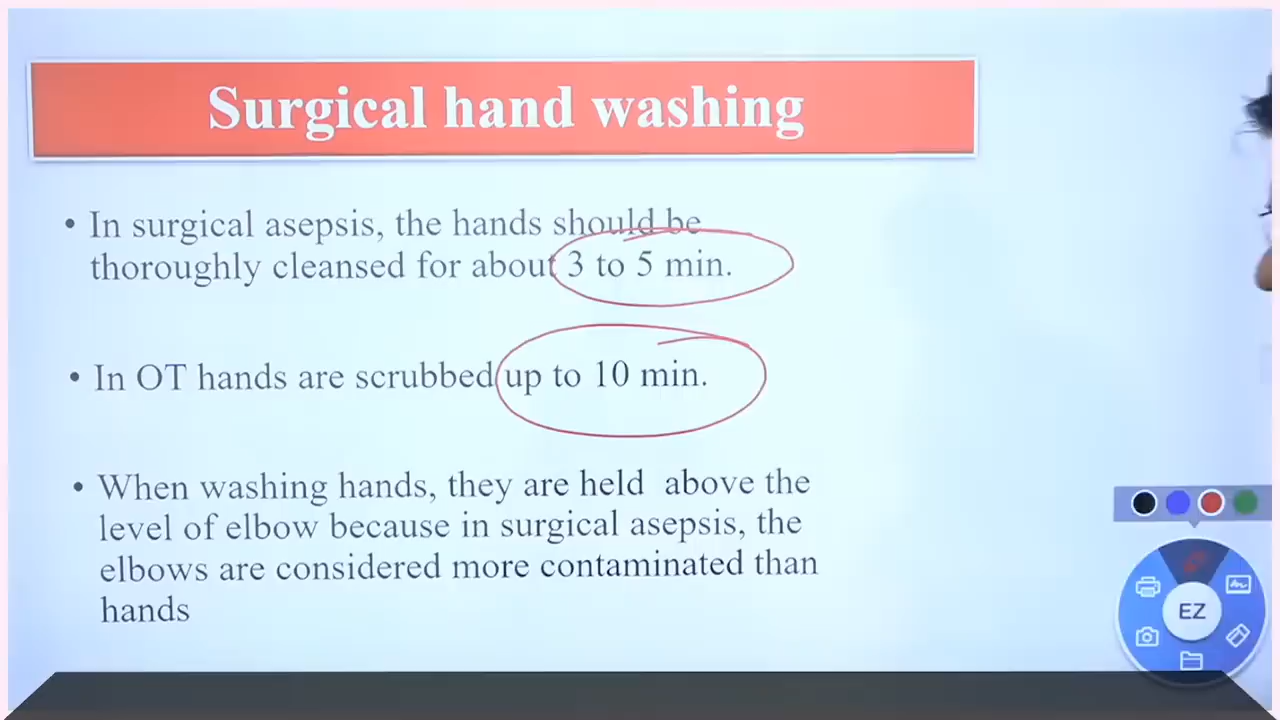 Surgical hand washing
• In surgical asepsis, the hands should be
thoroughly cleansed for about 3 to 5 min.
• In OT hands are scrubbed up to 10 min.
• When washing hands, they are held above the
level of elbow because in surgical asepsis, the
elbows are considered more contaminated than
hands
EZ